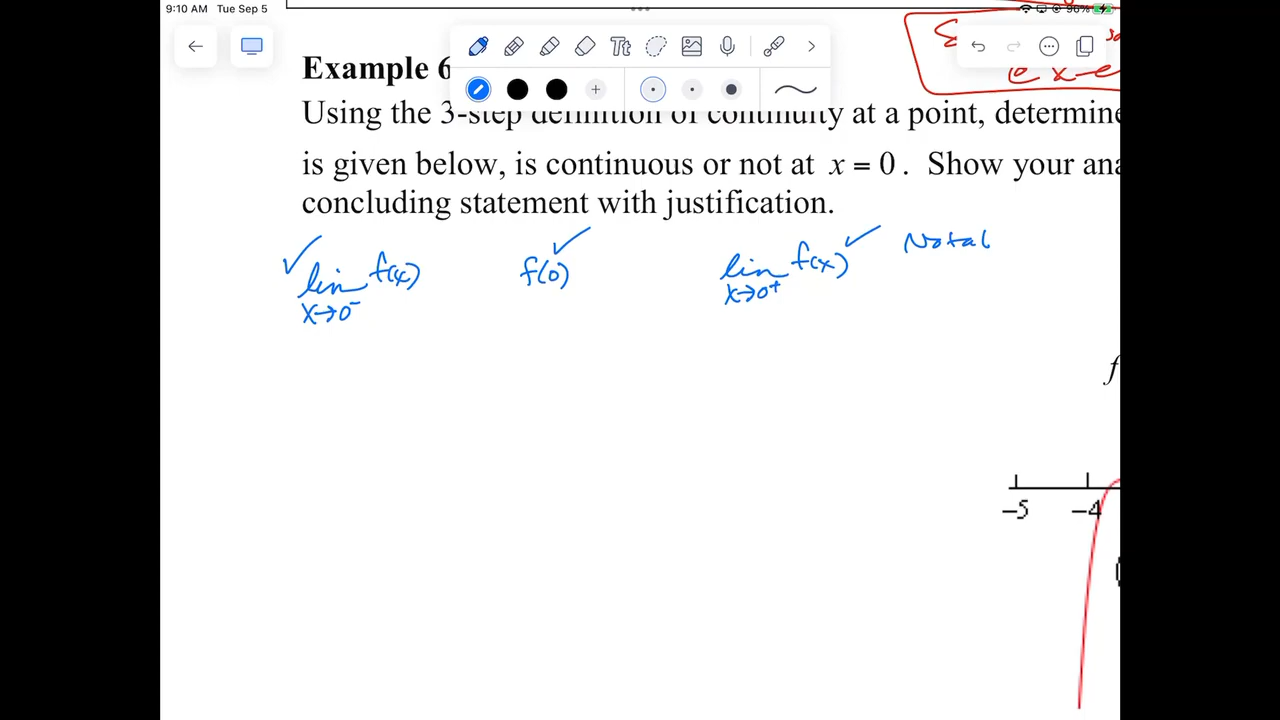 9:10 AM Tue Sep 5
96%
Example 6
Using the 3-step definition of continuity at a point, determine
is given below, is continuous or not at x = 0. Show your ana
concluding statement with justification.
✓ lim f(x) f(0) ✓ lim f(x) ✓ Notal
x→0⁻ x→0⁺
f
-5 -4